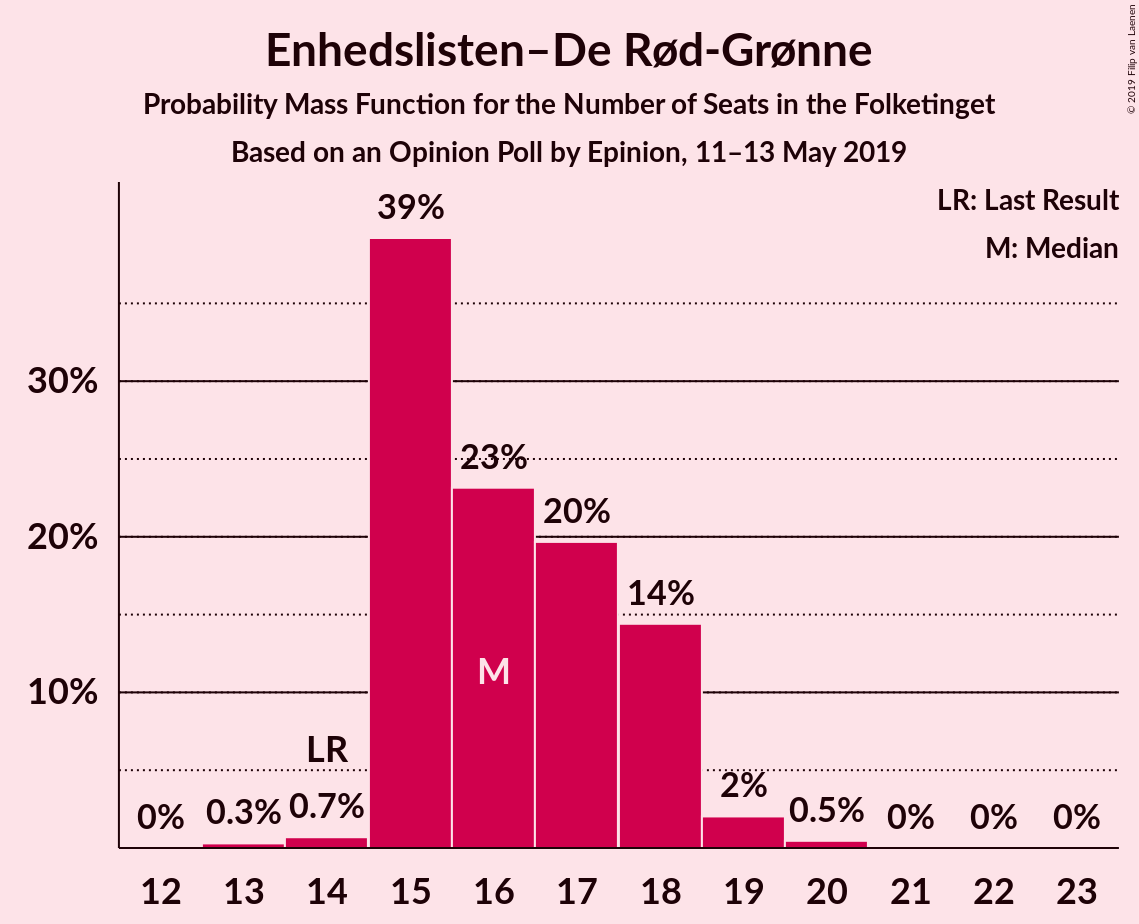 Enhedslisten–De Rød-Grønne
Probability Mass Function for the Number of Seats in the Folketinget
Based on an Opinion Poll by Epinion, 11–13 May 2019
© 2019 Filip van Laenen
LR: Last Result
M: Median
30%
20%
10%
0%
0.3%
LR
0.7%
39%
23%
M
20%
14%
2%
0.5%
0%
0%
0%
12 13 14 15 16 17 18 19 20 21 22 23